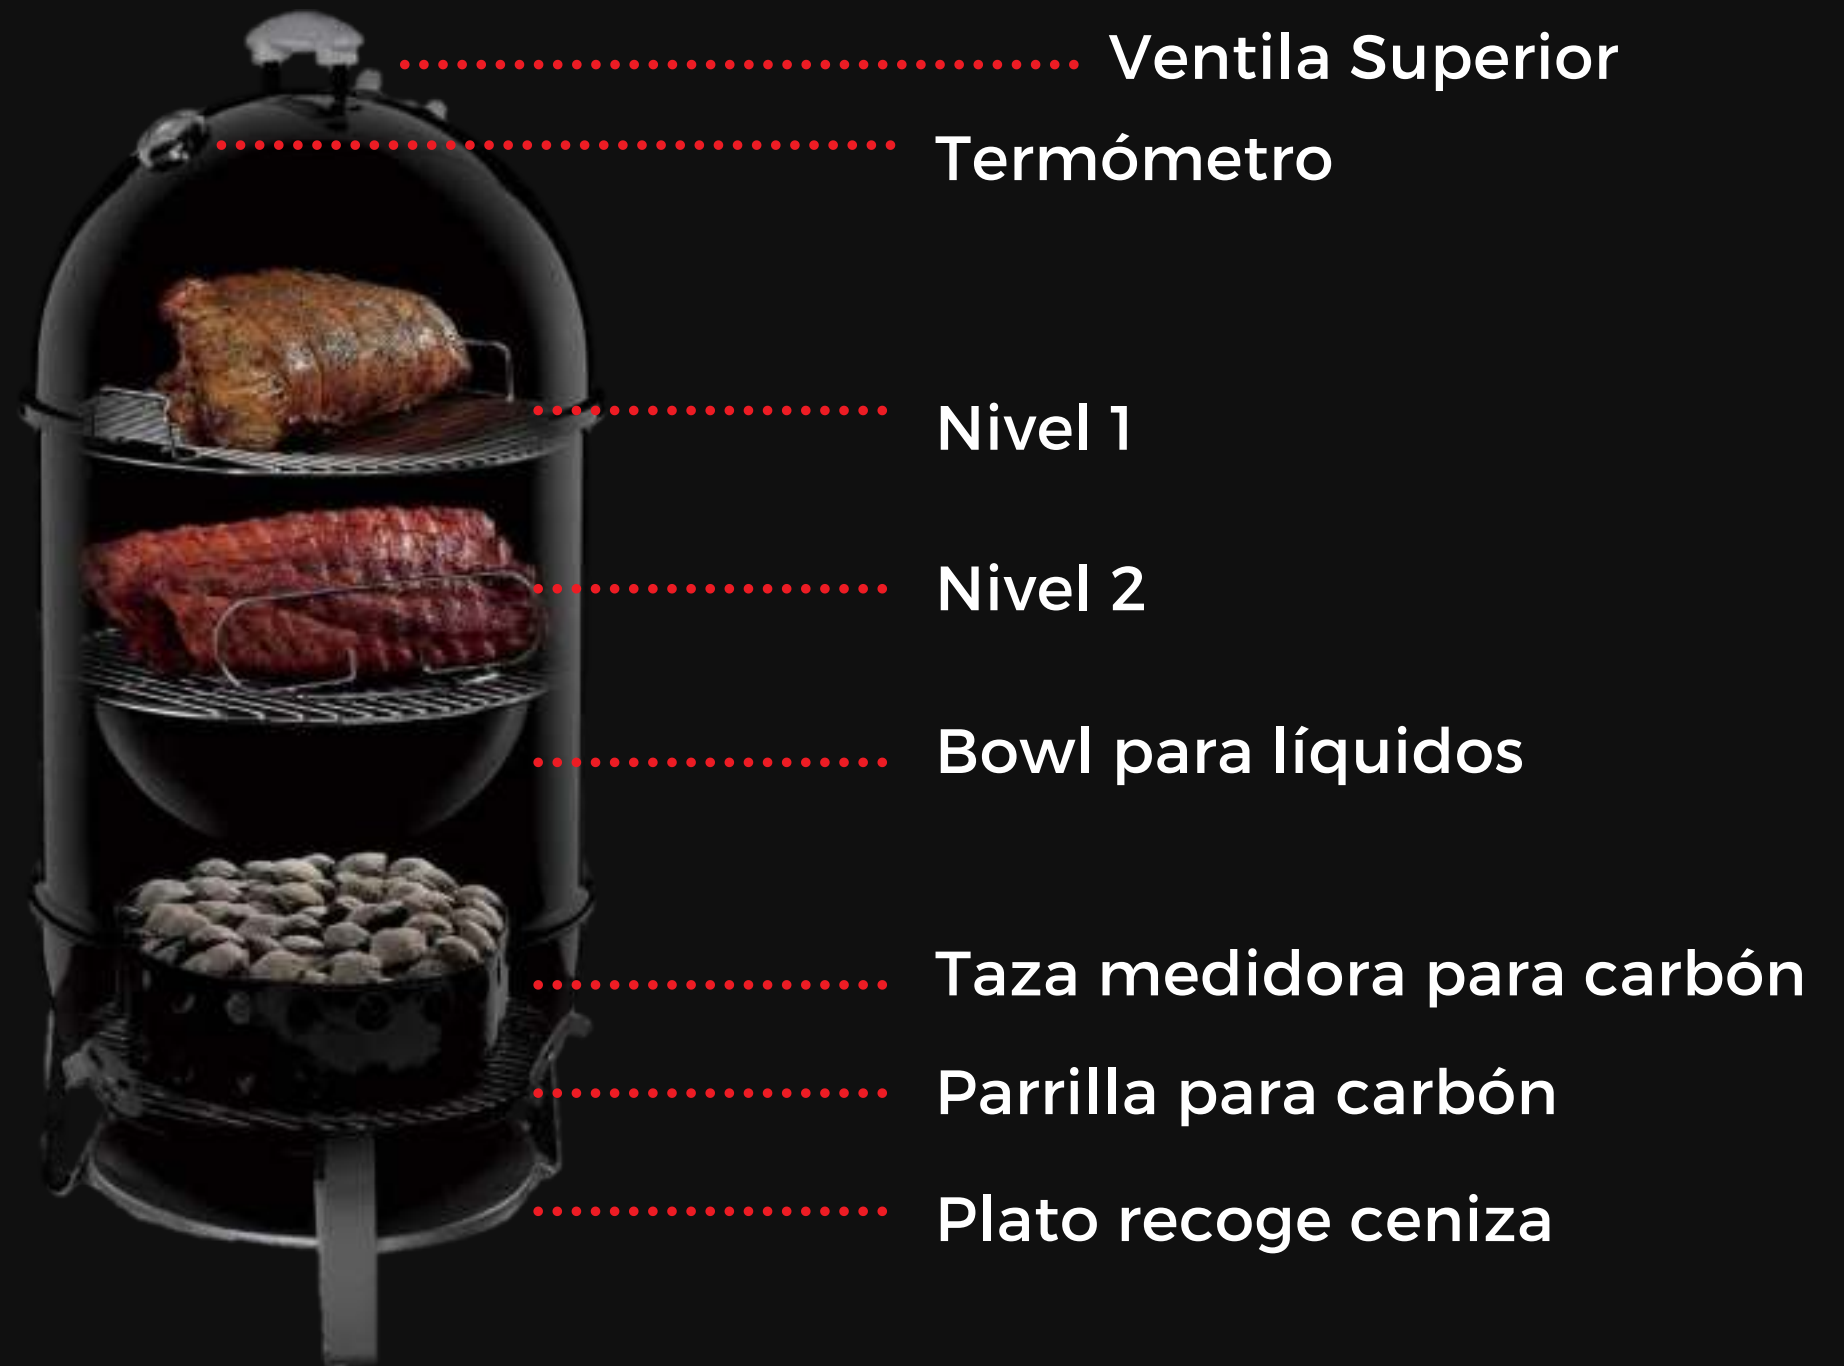 Ventila Superior
Termómetro
Nivel 1
Nivel 2
Bowl para líquidos
Taza medidora para carbón
Parrilla para carbón
Plato recoge ceniza